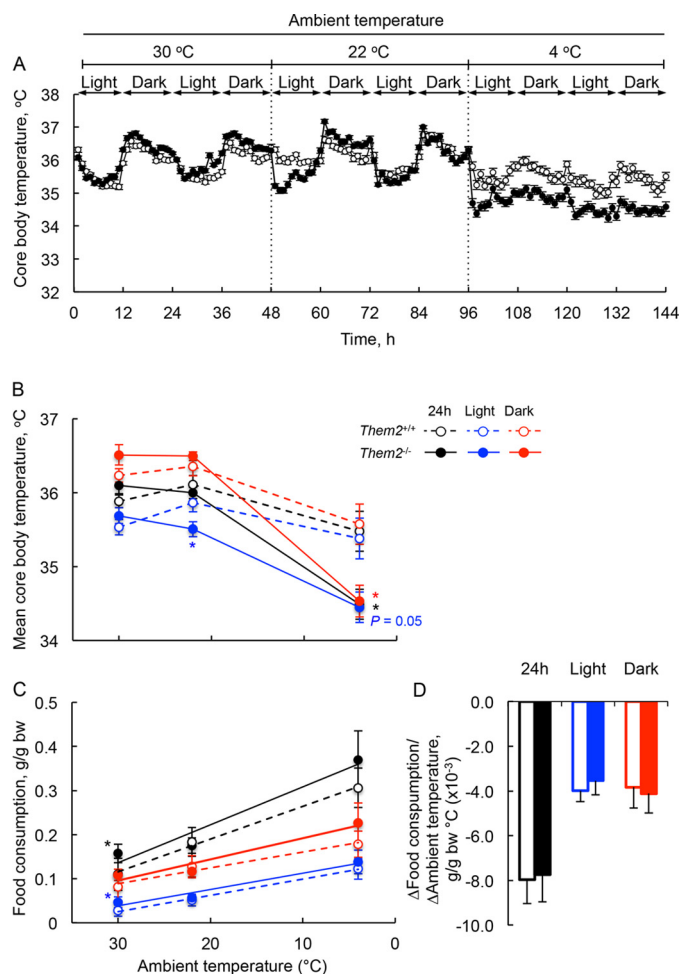 Ambient temperature
30 °C 22 °C 4 °C
A
Light Dark Light Dark Light Dark Light Dark Light Dark Light Dark
Core body temperature, °C
38
37
36
35
34
33
32
0 12 24 36 48 60 72 84 96 108 120 132 144
Time, h
B
24h Light Dark
Them2+/+
Them2-/-
Mean core body temperature, °C
37
36
35
34
*
*
*
P = 0.05
C
Food consumption, g/g bw
0.5
0.4
0.3
0.2
0.1
0
*
*
30 20 10 0
Ambient temperature (°C)
D
24h Light Dark
ΔFood consumption/
ΔAmbient temperature,
g/g bw °C (x10-3)
0.0
-2.0
-4.0
-6.0
-8.0
-10.0